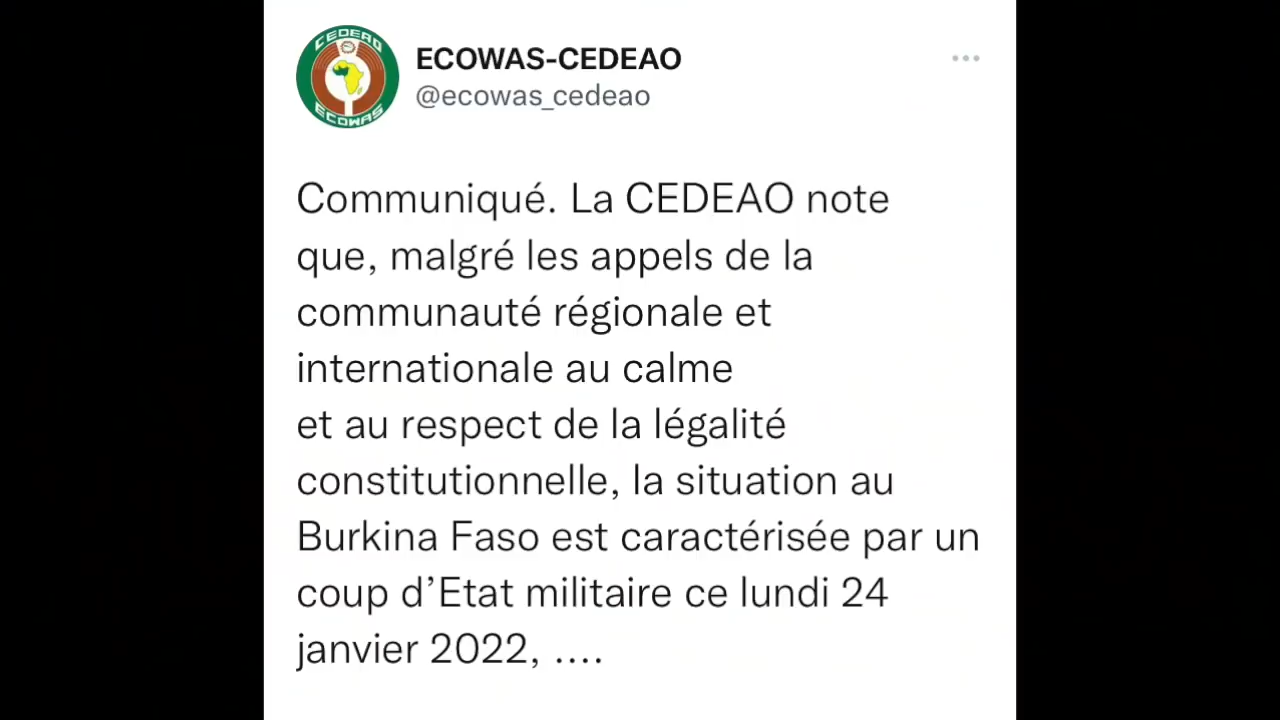 CEDEAO
ECOWAS
ECOWAS-CEDEAO
@ecowas_cedeao
Communiqué. La CEDEAO note
que, malgré les appels de la
communauté régionale et
internationale au calme
et au respect de la légalité
constitutionnelle, la situation au
Burkina Faso est caractérisée par un
coup d’Etat militaire ce lundi 24
janvier 2022, ....